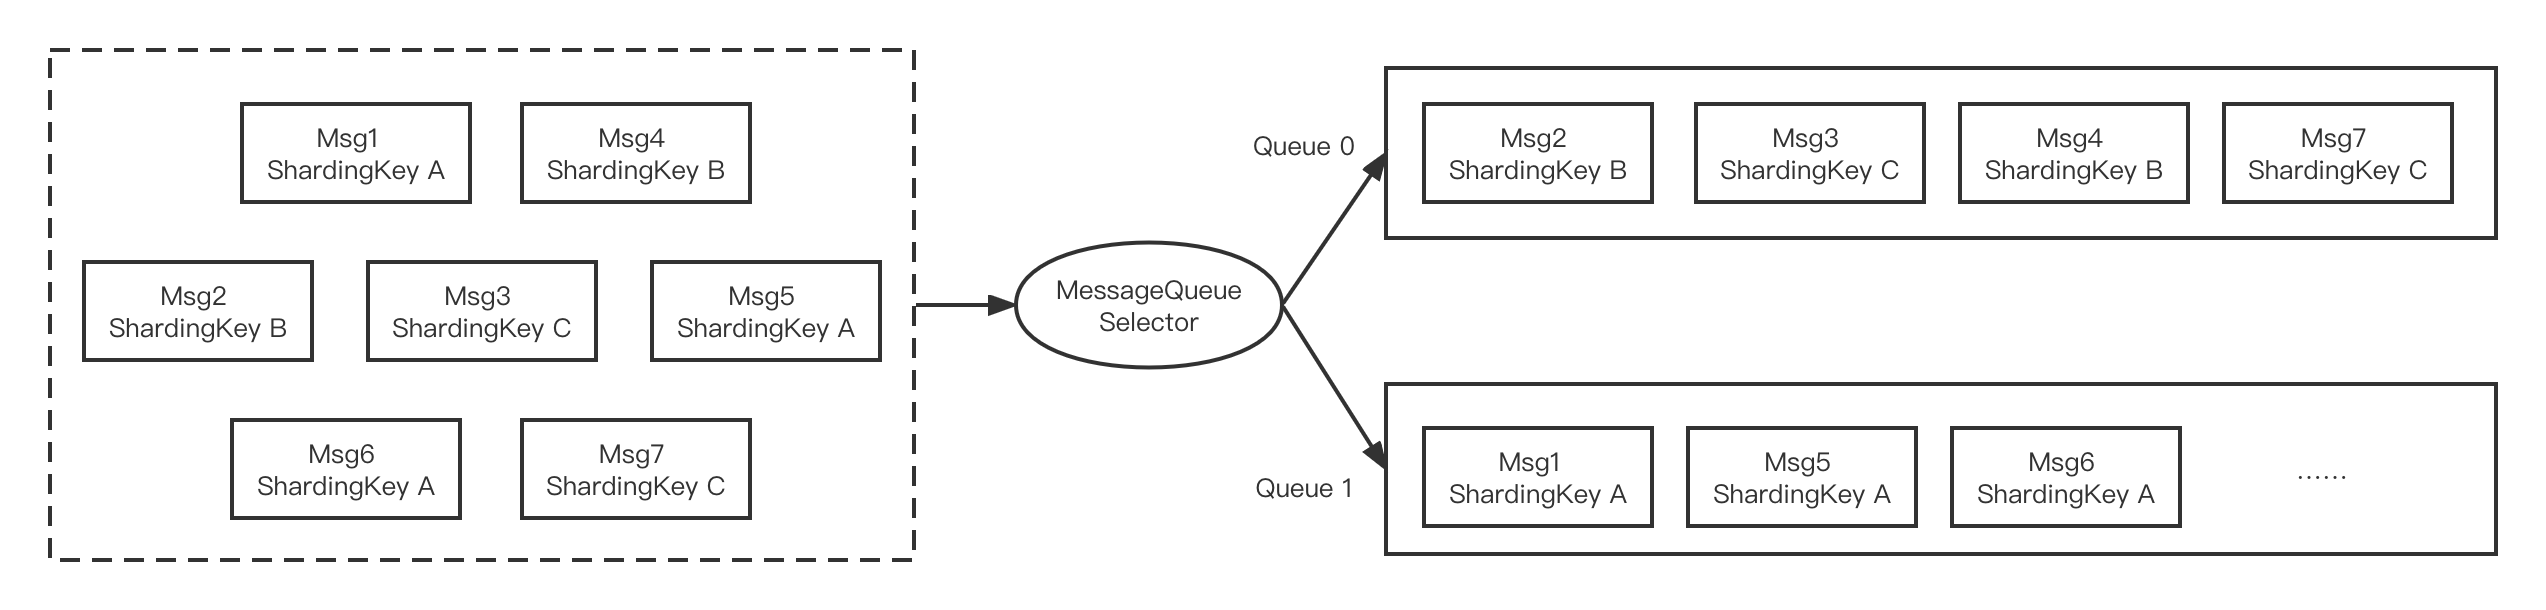 Msg1
ShardingKey A
Msg4
ShardingKey B
Msg2
ShardingKey B
Msg3
ShardingKey C
Msg5
ShardingKey A
Msg6
ShardingKey A
Msg7
ShardingKey C
MessageQueue
Selector
Queue 0
Msg2
ShardingKey B
Msg3
ShardingKey C
Msg4
ShardingKey B
Msg7
ShardingKey C
Queue 1
Msg1
ShardingKey A
Msg5
ShardingKey A
Msg6
ShardingKey A
......